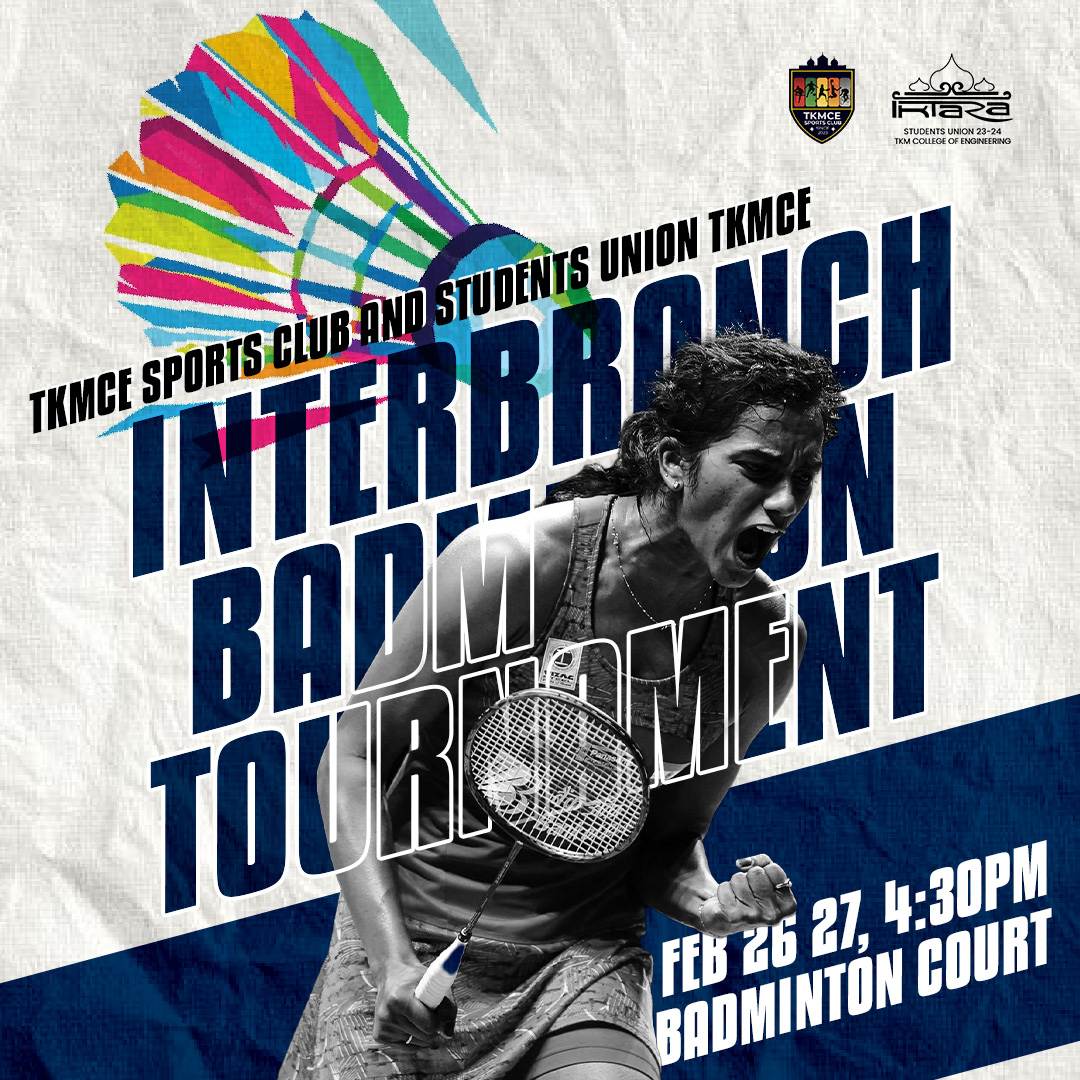 TKMCE
SPORTS CLUB
SINCE
2023
IKTARA
STUDENTS UNION 23-24
TKM COLLEGE OF ENGINEERING
TKMCE SPORTS CLUB AND STUDENTS UNION TKMCE
INTERBRANCH
BADMINTON
TOURNAMENT
FEB 26 27, 4:30PM
BADMINTON COURT